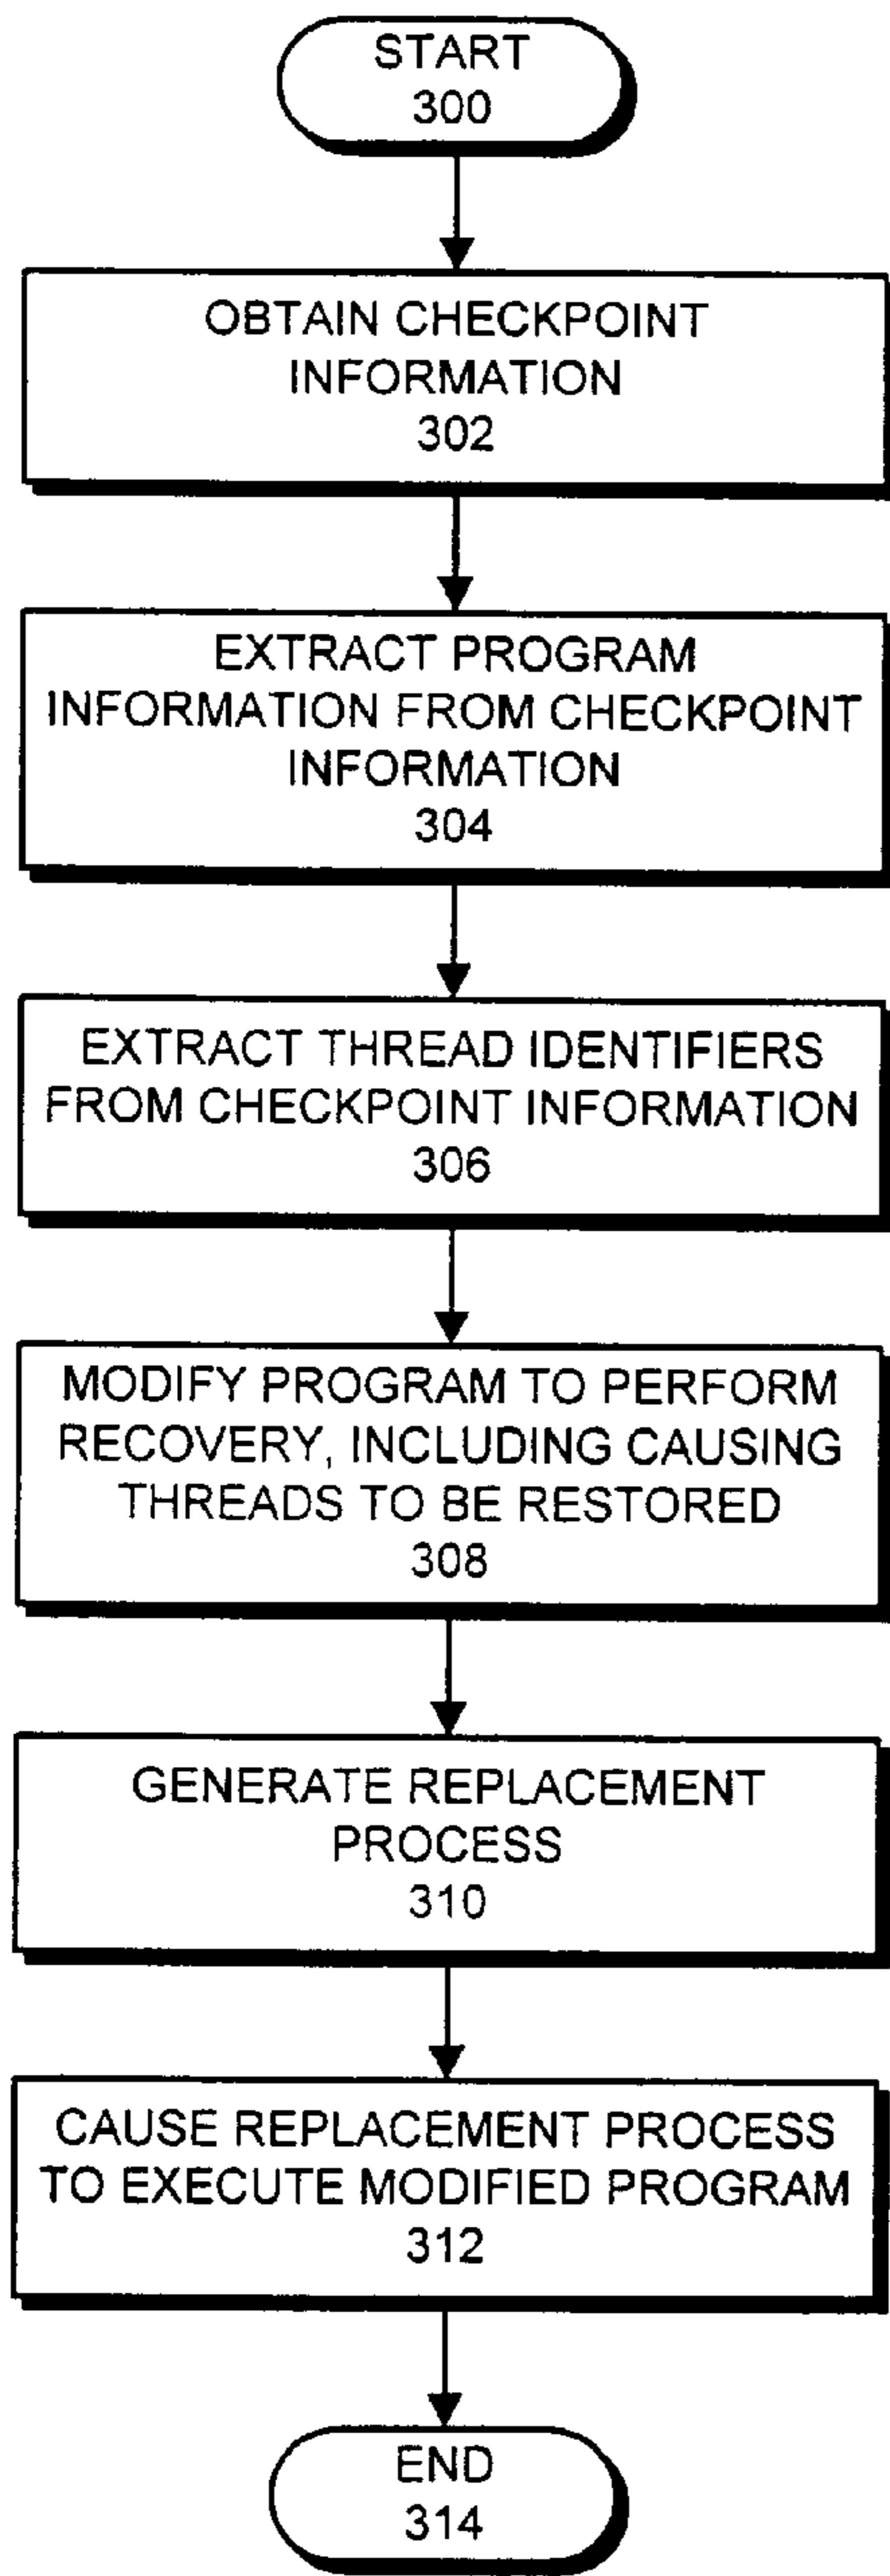 START
300
OBTAIN CHECKPOINT
INFORMATION
302
EXTRACT PROGRAM
INFORMATION FROM CHECKPOINT
INFORMATION
304
EXTRACT THREAD IDENTIFIERS
FROM CHECKPOINT INFORMATION
306
MODIFY PROGRAM TO PERFORM
RECOVERY, INCLUDING CAUSING
THREADS TO BE RESTORED
308
GENERATE REPLACEMENT
PROCESS
310
CAUSE REPLACEMENT PROCESS
TO EXECUTE MODIFIED PROGRAM
312
END
314